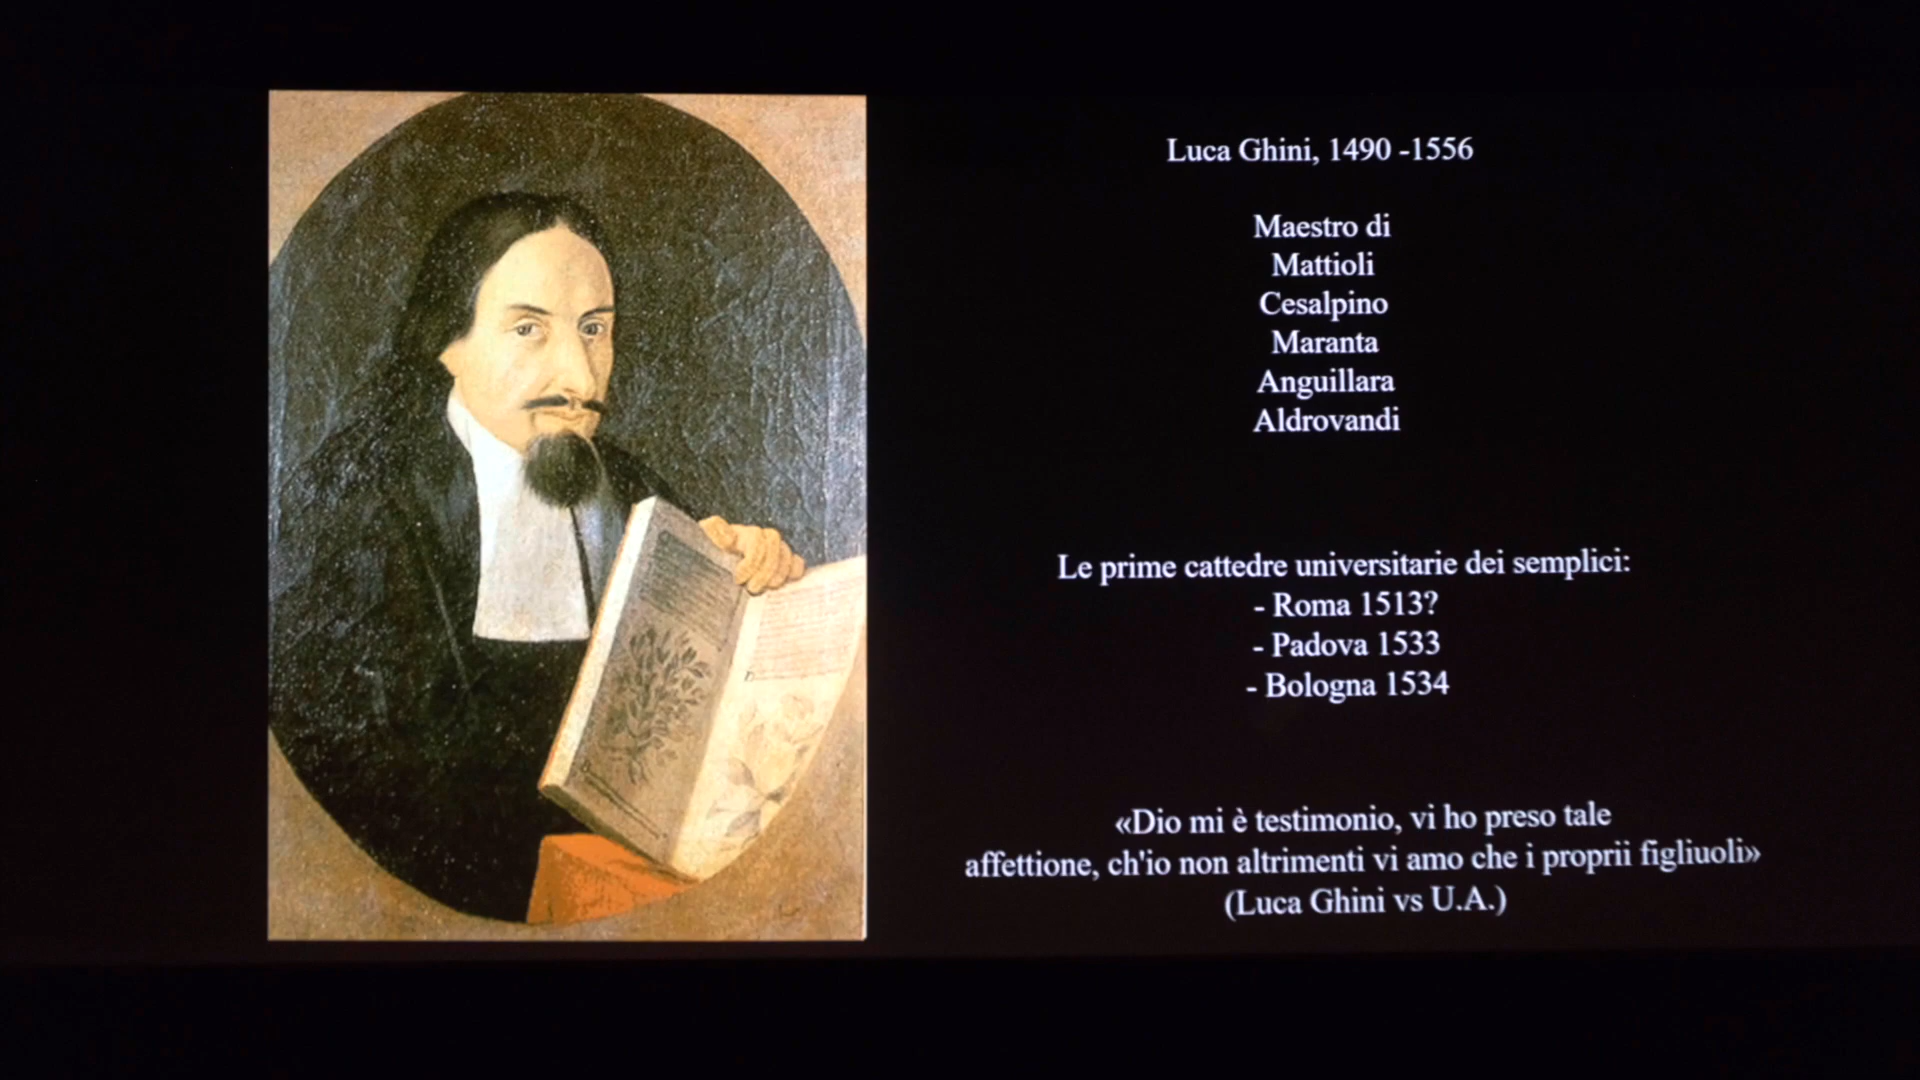 Luca Ghini, 1490 -1556
Maestro di
Mattioli
Cesalpino
Maranta
Anguillara
Aldrovandi
Le prime cattedre universitarie dei semplici:
- Roma 1513?
- Padova 1533
- Bologna 1534
«Dio mi è testimonio, vi ho preso tale
affettione, ch'io non altrimenti vi amo che i proprii figliuoli»
(Luca Ghini vs U.A.)